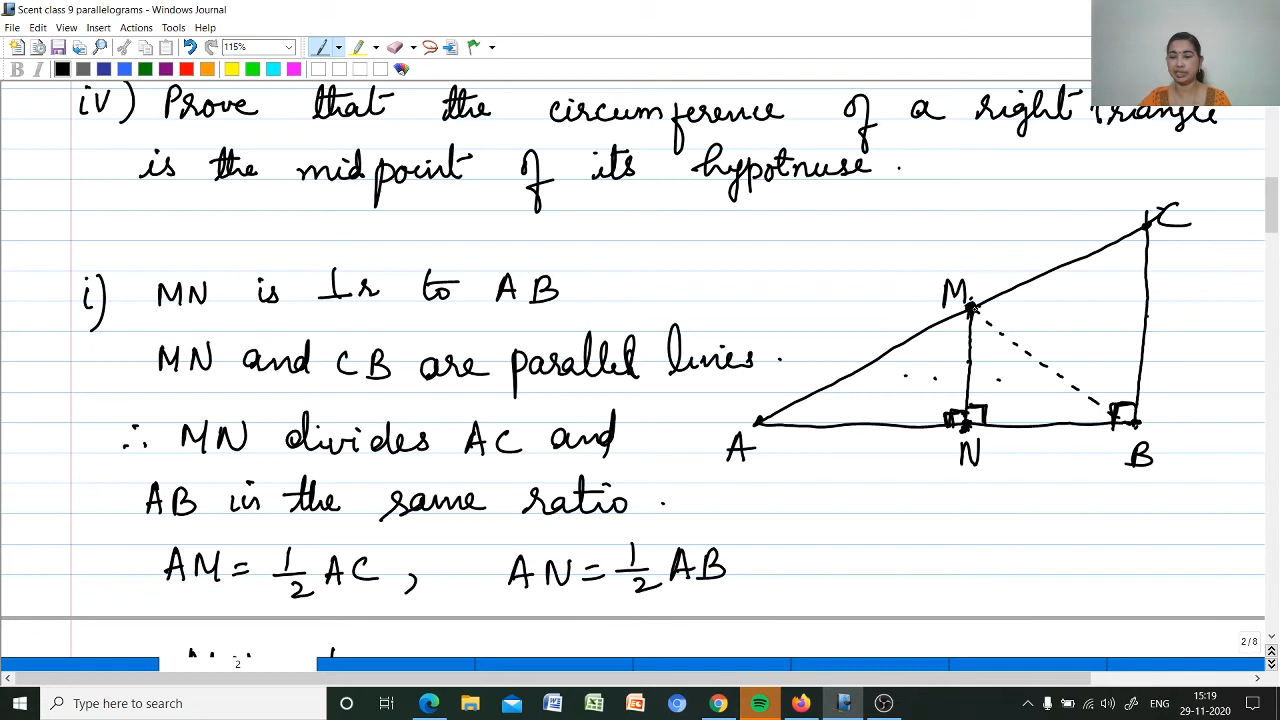 Scent class 9 parallelograms - Windows Journal
File Edit View Insert Actions Tools Help
115%
B I
iv) Prove that the circumference of a right triangle
is the midpoint of its hypotnuse.
C
M
i) MN is ⊥r to AB
MN and CB are parallel lines.
∴ MN divides AC and
A N B
AB in the same ratio.
AM = 1/2 AC, AN = 1/2 AB
2/8
2
Type here to search
ENG
15:19
29-11-2020